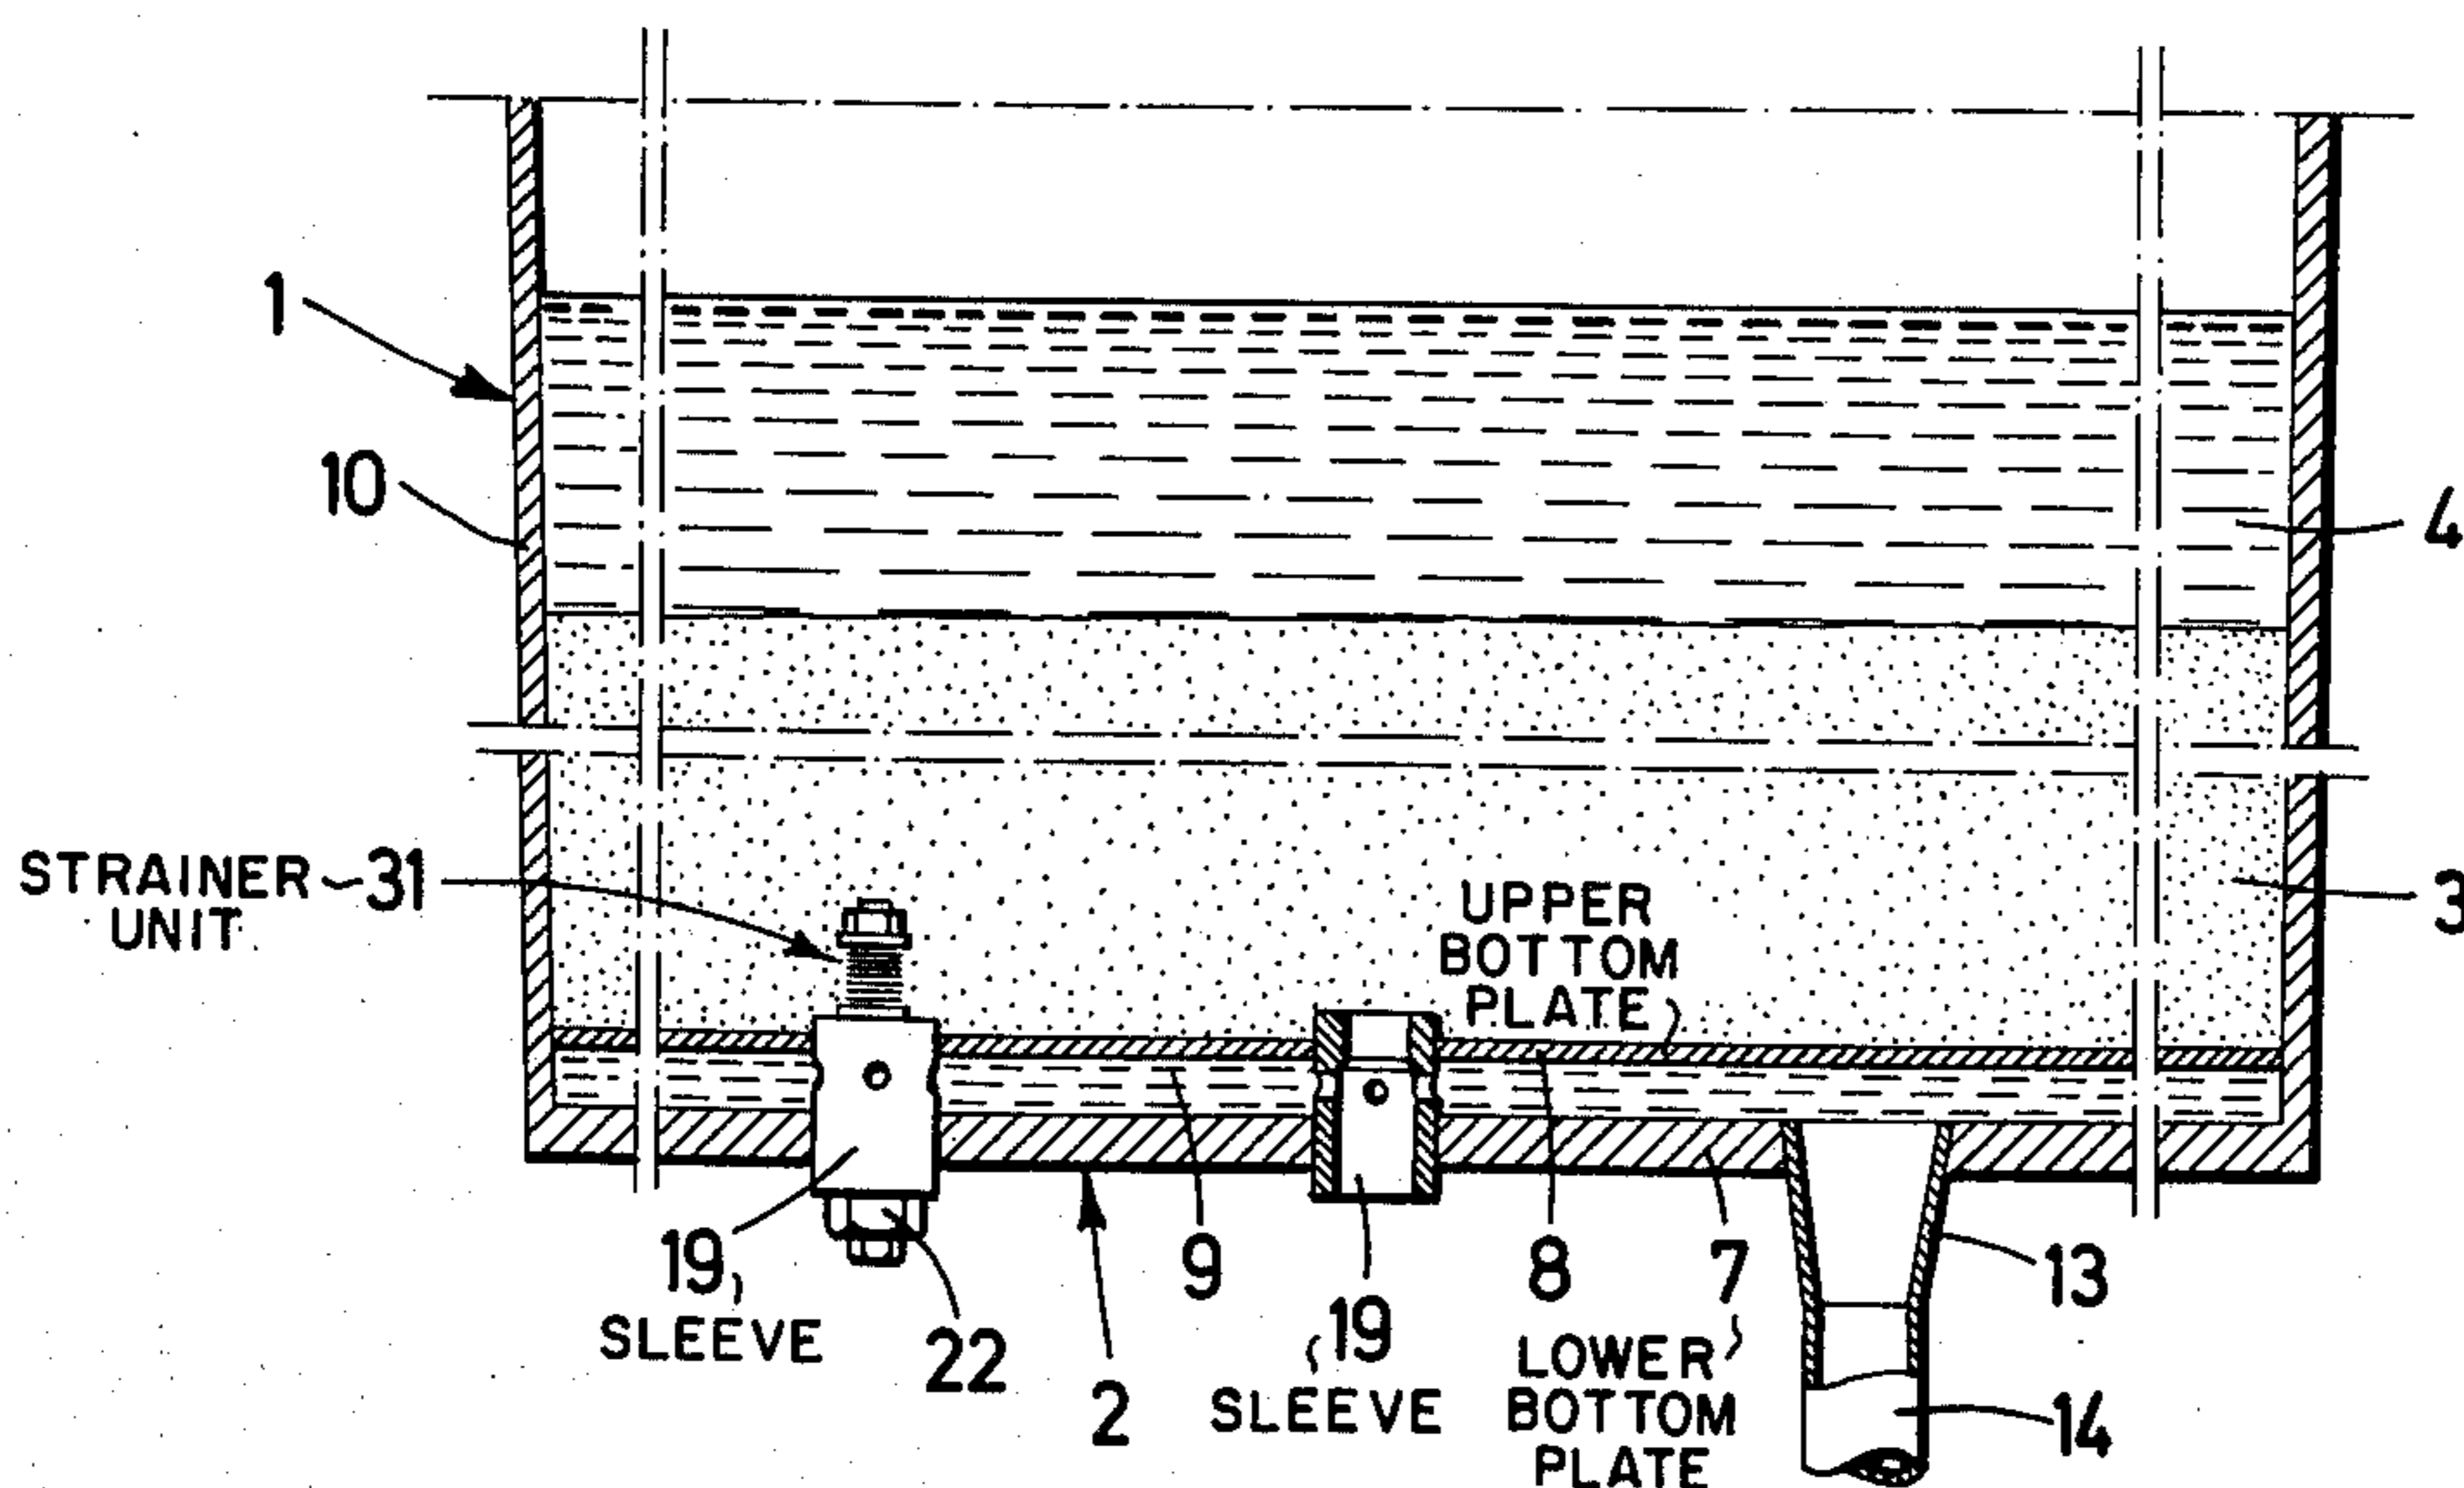 1
10
4
STRAINER 31
UNIT
3
UPPER
BOTTOM
PLATE
19
SLEEVE
22
2
9
19
SLEEVE
8
7
LOWER
BOTTOM
PLATE
13
14